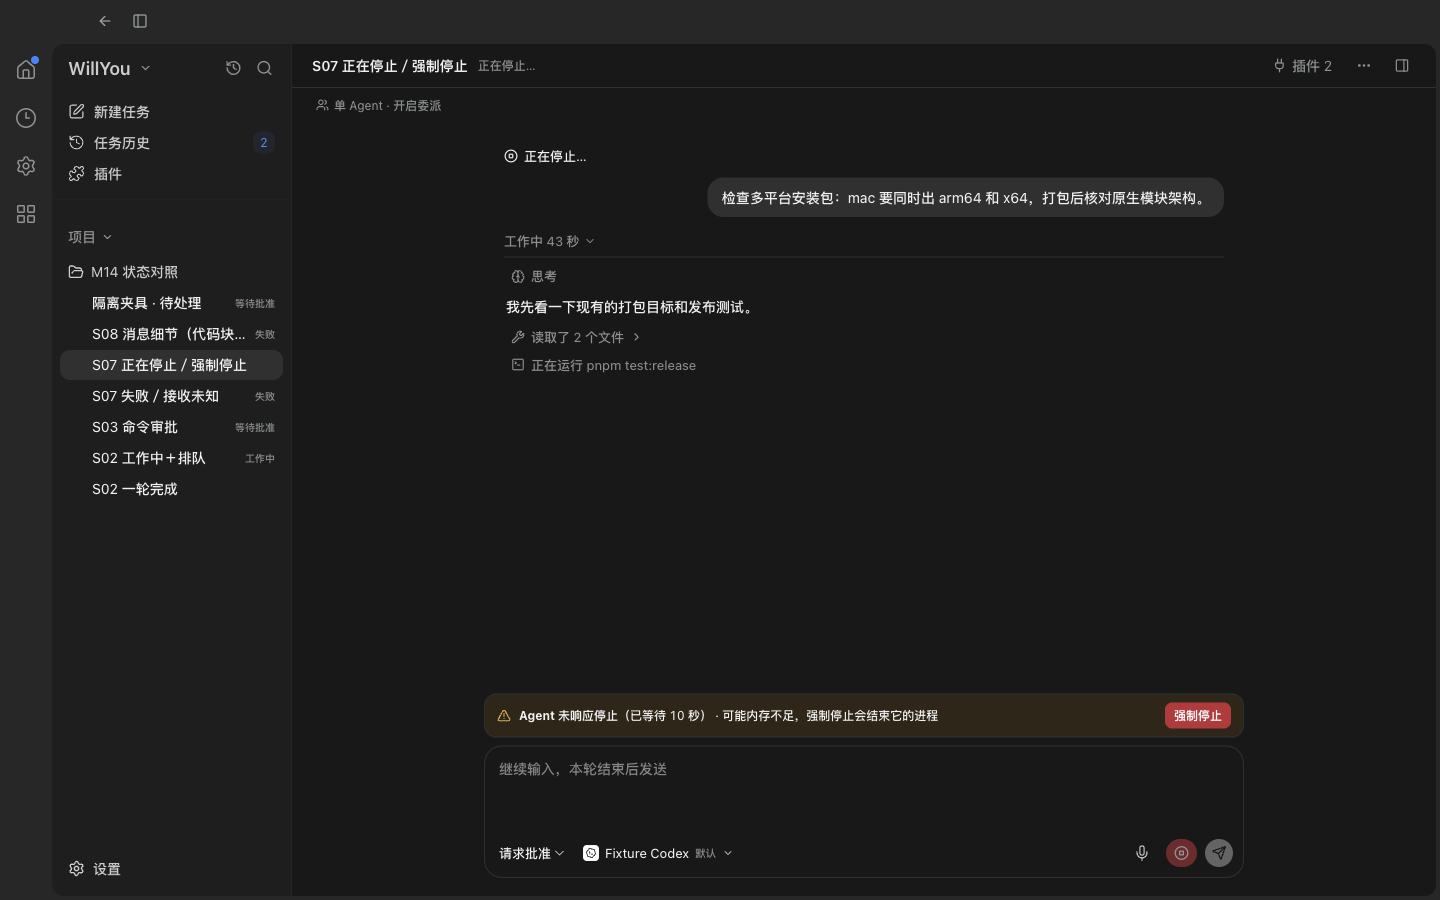 WillYou
新建任务
任务历史 2
插件
项目
M14 状态对照
隔离夹具 · 待处理 等待批准
S08 消息细节（代码块... 失败
S07 正在停止 / 强制停止
S07 失败 / 接收未知 失败
S03 命令审批 等待批准
S02 工作中+排队 工作中
S02 一轮完成
设置
S07 正在停止 / 强制停止 正在停止...
插件 2
单 Agent · 开启委派
正在停止...
检查多平台安装包：mac 要同时出 arm64 和 x64，打包后核对原生模块架构。
工作中 43 秒
思考
我先看一下现有的打包目标和发布测试。
读取了 2 个文件
正在运行 pnpm test:release
Agent 未响应停止（已等待 10 秒） · 可能内存不足，强制停止会结束它的进程 强制停止
继续输入，本轮结束后发送
请求批准 Fixture Codex 默认